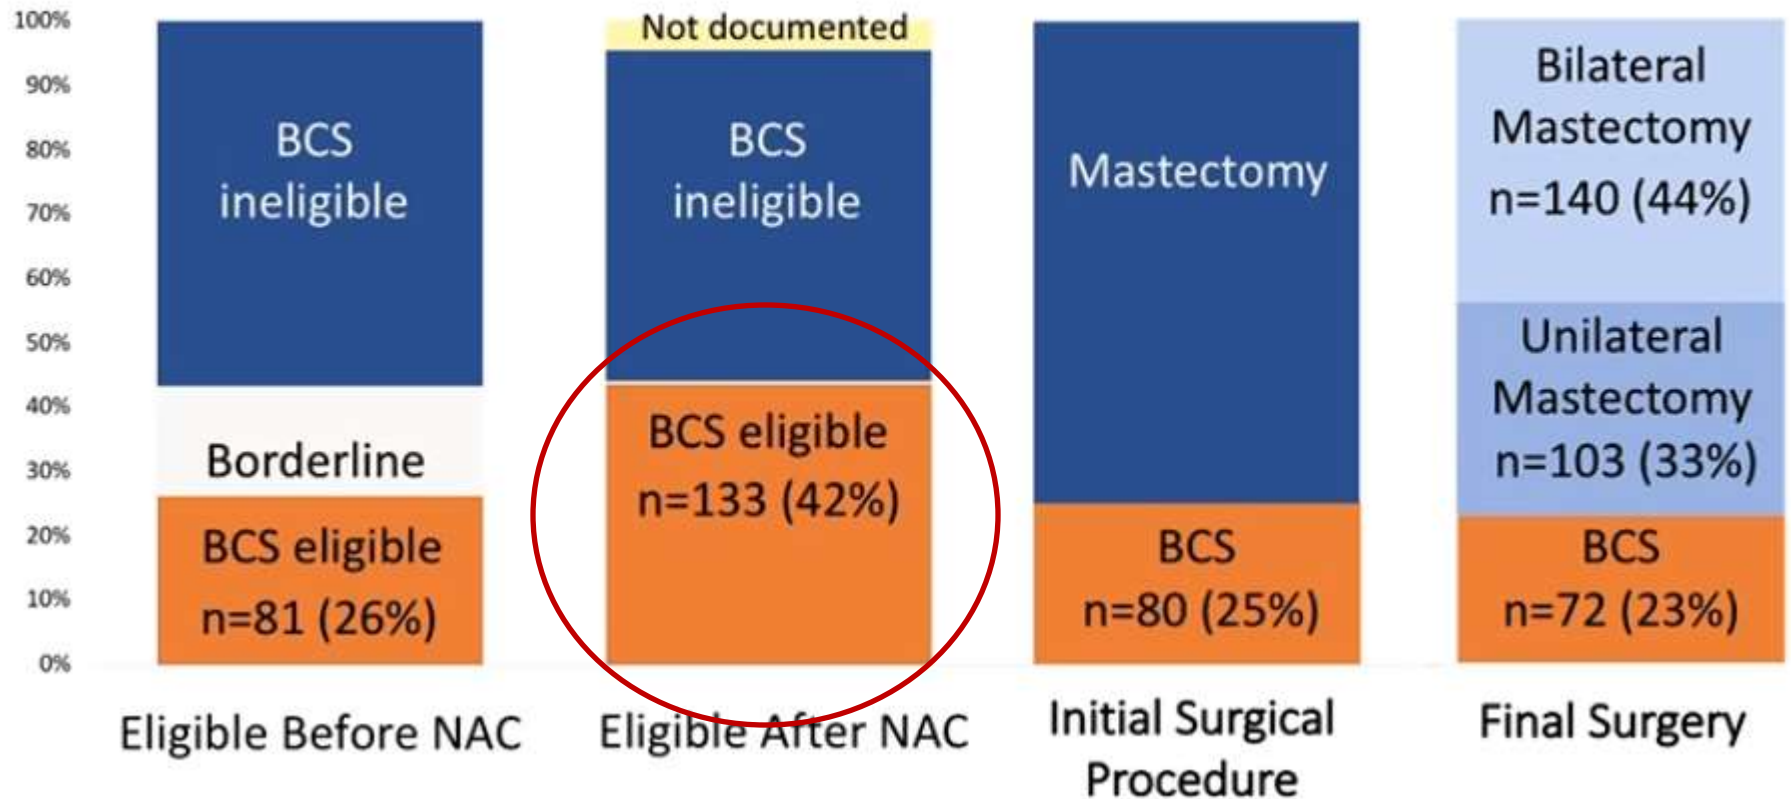 100%
90%
80%
70%
60%
50%
40%
30%
20%
10%
0%
BCS
ineligible
Borderline
BCS eligible
n=81 (26%)
Eligible Before NAC
Not documented
BCS
ineligible
BCS eligible
n=133 (42%)
Eligible After NAC
Mastectomy
BCS
n=80 (25%)
Initial Surgical
Procedure
Bilateral
Mastectomy
n=140 (44%)
Unilateral
Mastectomy
n=103 (33%)
BCS
n=72 (23%)
Final Surgery